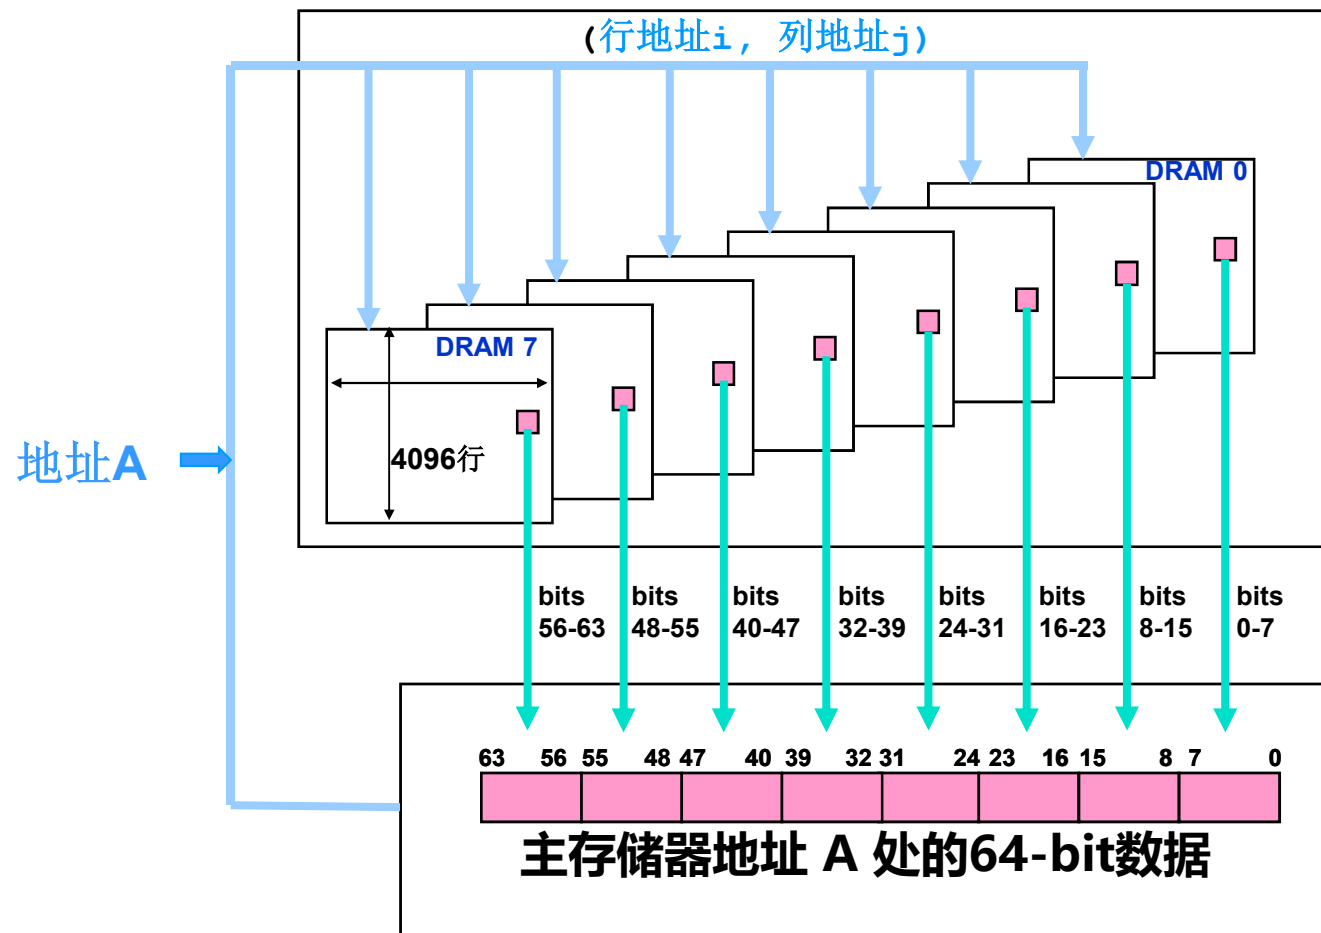 (行地址i, 列地址j)
DRAM 0
DRAM 7
4096行
地址A
bits
56-63
bits
48-55
bits
40-47
bits
32-39
bits
24-31
bits
16-23
bits
8-15
bits
0-7
63 56 55 48 47 40 39 32 31 24 23 16 15 8 7 0
主存储器地址 A 处的64-bit数据